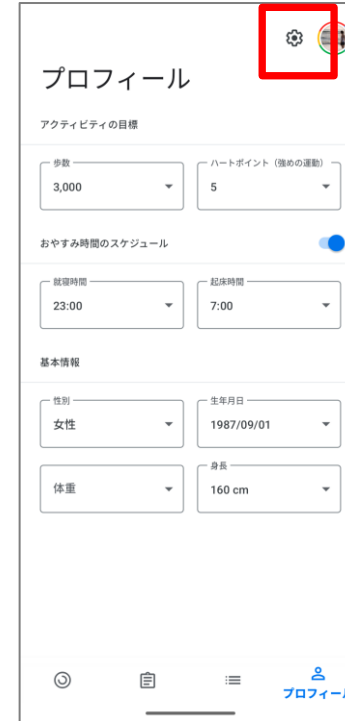 プロフィール
アクティビティの目標
歩数
ハートポイント（強めの運動）
3,000
5
おやすみ時間のスケジュール
就寝時間
起床時間
23:00
7:00
基本情報
性別
生年月日
女性
1987/09/01
身長
体重
160 cm
プロフィール